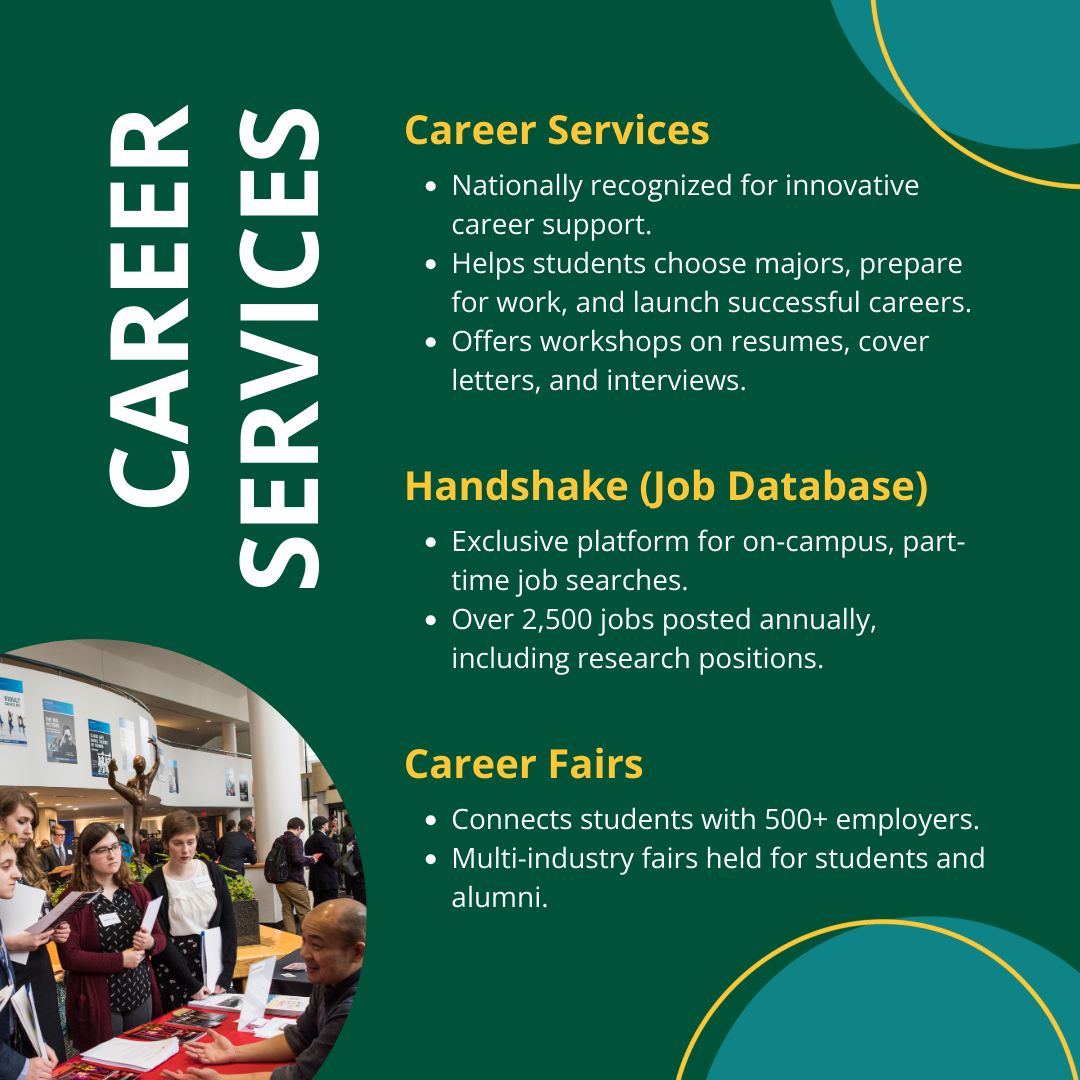 CAREER
SERVICES
Career Services
• Nationally recognized for innovative
career support.
• Helps students choose majors, prepare
for work, and launch successful careers.
• Offers workshops on resumes, cover
letters, and interviews.
Handshake (Job Database)
• Exclusive platform for on-campus, part-
time job searches.
• Over 2,500 jobs posted annually,
including research positions.
Career Fairs
• Connects students with 500+ employers.
• Multi-industry fairs held for students and
alumni.